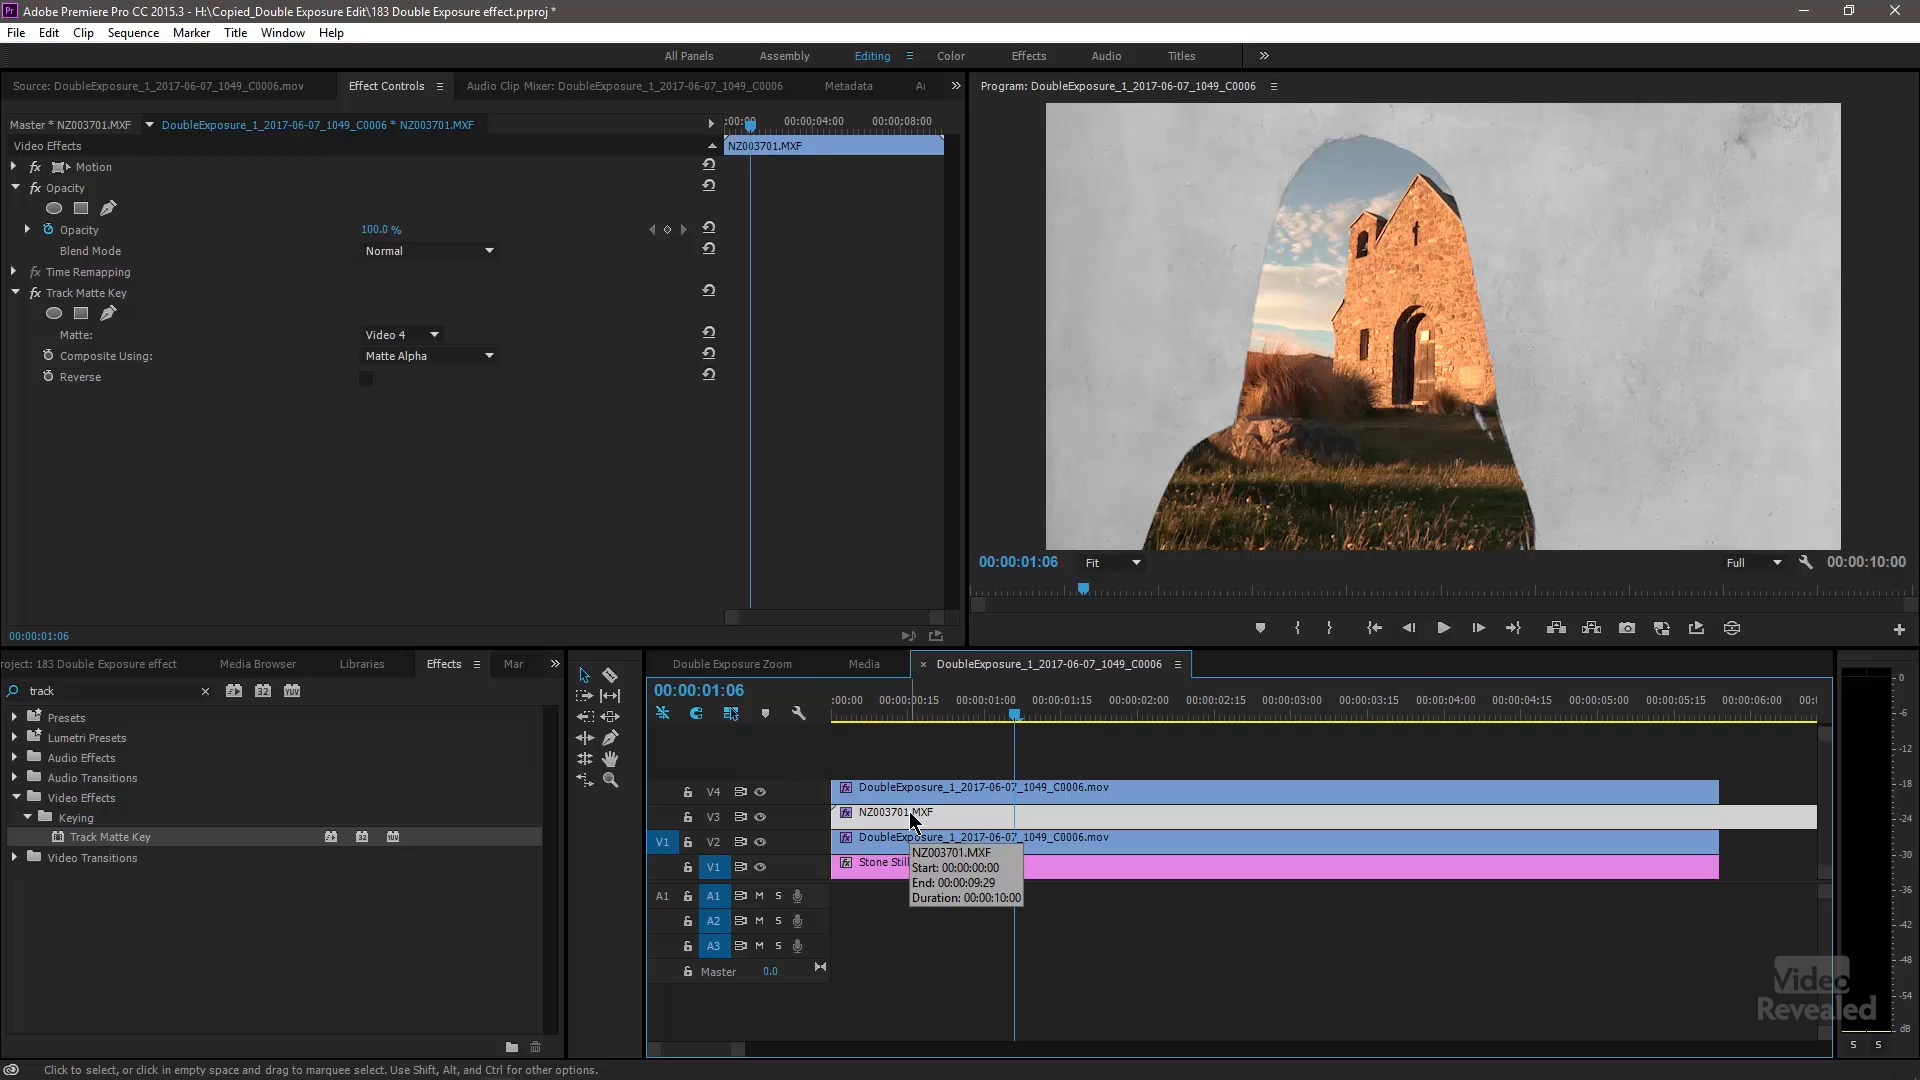 Adobe Premiere Pro CC 2015.3 - H:\Copied_Double Exposure Edit\183 Double Exposure effect.prproj *
File Edit Clip Sequence Marker Title Window Help
All Panels Assembly Editing Color Effects Audio Titles
Source: DoubleExposure_1_2017-06-07_1049_C0006.mov Effect Controls Audio Clip Mixer: DoubleExposure_1_2017-06-07_1049_C0006 Metadata
Program: DoubleExposure_1_2017-06-07_1049_C0006
Master * NZ003701.MXF DoubleExposure_1_2017-06-07_1049_C0006 * NZ003701.MXF
:00:00 00:00:04:00 00:00:08:00
Video Effects
NZ003701.MXF
fx Motion
fx Opacity
Opacity 100.0 %
Blend Mode Normal
fx Time Remapping
fx Track Matte Key
Matte: Video 4
Composite Using: Matte Alpha
Reverse
00:00:01:06
00:00:01:06 Fit Full 00:00:10:00
roject: 183 Double Exposure effect Media Browser Libraries Effects Mar
track
32 YUV
Presets
Lumetri Presets
Audio Effects
Audio Transitions
Video Effects
Keying
Track Matte Key
Video Transitions
Double Exposure Zoom Media × DoubleExposure_1_2017-06-07_1049_C0006
00:00:01:06
:00:00 00:00:00:15 00:00:01:00 00:00:01:15 00:00:02:00 00:00:02:15 00:00:03:00 00:00:03:15 00:00:04:00 00:00:04:15 00:00:05:00 00:00:05:15 00:00:06:00 00:(
V4 DoubleExposure_1_2017-06-07_1049_C0006.mov
V3 NZ003701.MXF
V1 V2 DoubleExposure_1_2017-06-07_1049_C0006.mov
V1 Stone Still
NZ003701.MXF
Start: 00:00:00:00
End: 00:00:09:29
Duration: 00:00:10:00
A1 A1 M S
A2 M S
A3 M S
Master 0.0
0
-6
-12
-18
-24
-30
-36
-42
-48
-54
dB
S S
Video
Revealed
Click to select, or click in empty space and drag to marquee select. Use Shift, Alt, and Ctrl for other options.